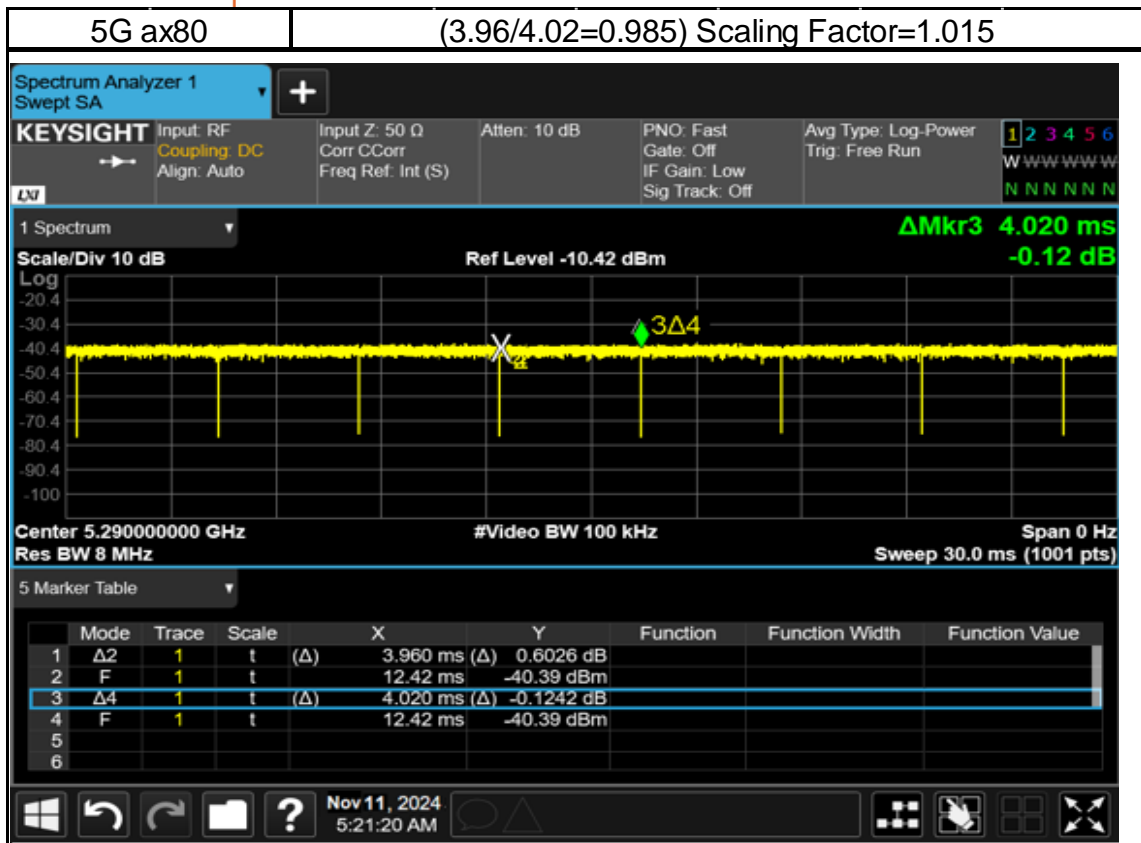 5G ax80 (3.96/4.02=0.985) Scaling Factor=1.015
Spectrum Analyzer 1
Swept SA
+
KEYSIGHT Input: RF Input Z: 50 Ω Atten: 10 dB PNO: Fast Avg Type: Log-Power 1 2 3 4 5 6
Coupling: DC Corr CCorr Gate: Off Trig: Free Run W W W W W W
Align: Auto Freq Ref: Int (S) IF Gain: Low
LXI Sig Track: Off N N N N N N
1 Spectrum ΔMkr3 4.020 ms
Scale/Div 10 dB Ref Level -10.42 dBm -0.12 dB
Log
-20.4
-30.4 3Δ4
-40.4 X
-50.4
-60.4
-70.4
-80.4
-90.4
-100
Center 5.290000000 GHz #Video BW 100 kHz Span 0 Hz
Res BW 8 MHz Sweep 30.0 ms (1001 pts)
5 Marker Table
Mode Trace Scale X Y Function Function Width Function Value
1 Δ2 1 t (Δ) 3.960 ms (Δ) 0.6026 dB
2 F 1 t 12.42 ms -40.39 dBm
3 Δ4 1 t (Δ) 4.020 ms (Δ) -0.1242 dB
4 F 1 t 12.42 ms -40.39 dBm
5
6
? Nov 11, 2024
5:21:20 AM